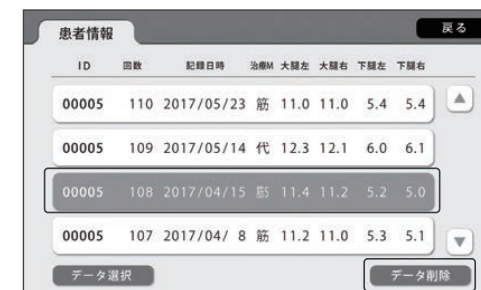 患者情報 戻る
ID 回数 記録日時 治療M 大腿左 大腿右 下腿左 下腿右
00005 110 2017/05/23 筋 11.0 11.0 5.4 5.4
00005 109 2017/05/14 代 12.3 12.1 6.0 6.1
00005 108 2017/04/15 筋 11.4 11.2 5.2 5.0
00005 107 2017/04/ 8 筋 11.2 11.0 5.3 5.1
データ選択 データ削除